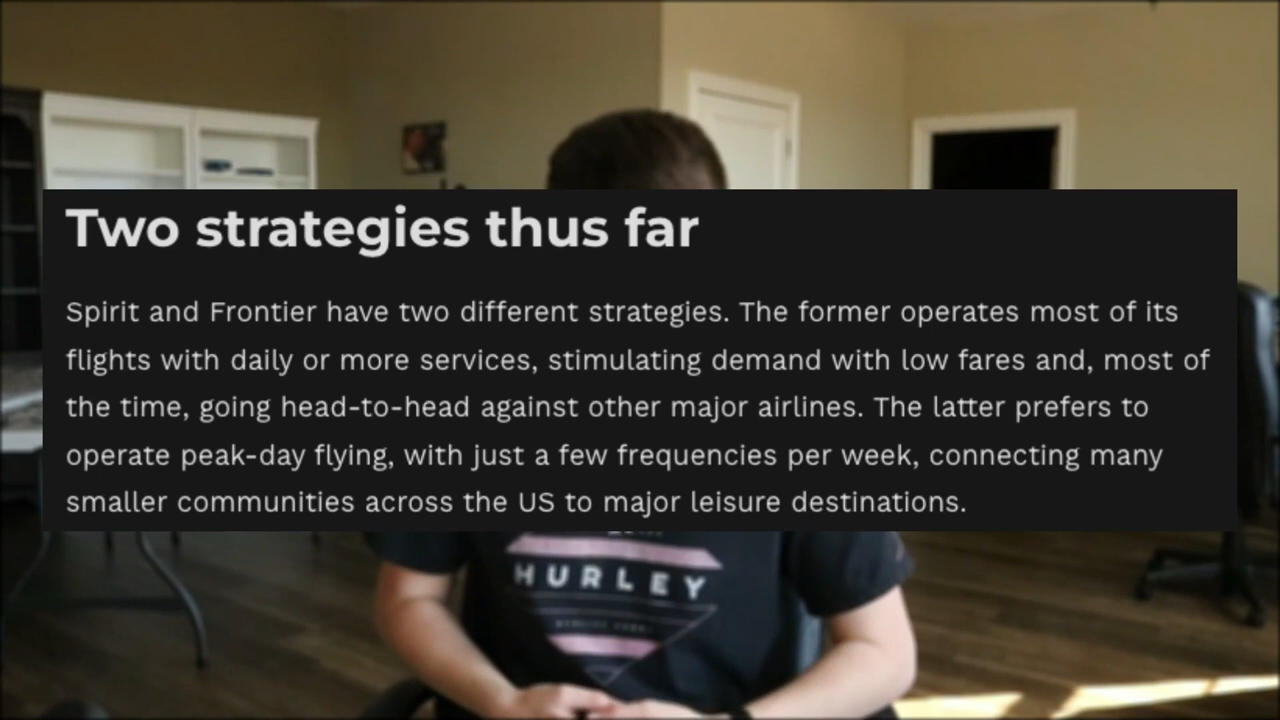 Two strategies thus far
Spirit and Frontier have two different strategies. The former operates most of its
flights with daily or more services, stimulating demand with low fares and, most of
the time, going head-to-head against other major airlines. The latter prefers to
operate peak-day flying, with just a few frequencies per week, connecting many
smaller communities across the US to major leisure destinations.
HURLEY